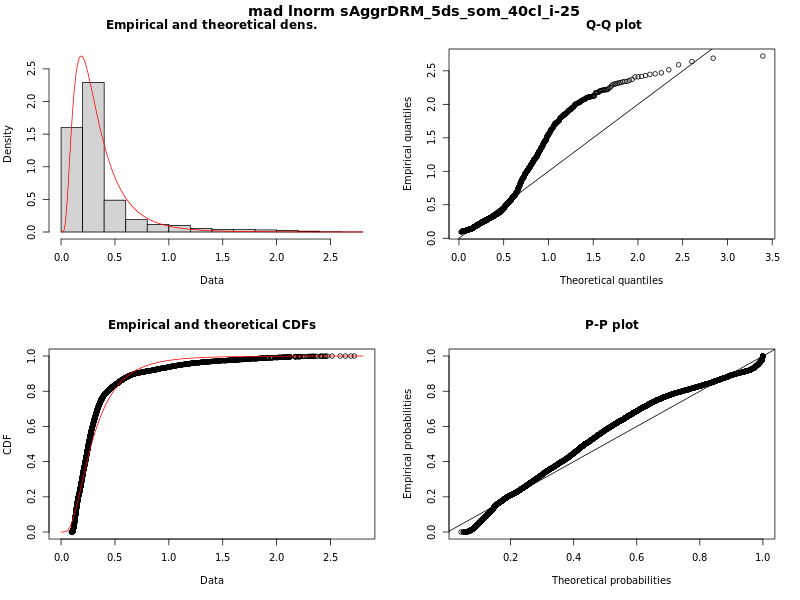 mad lnorm sAggrDRM_5ds_som_40cl_i-25
Empirical and theoretical dens.
Density
0.0 0.5 1.0 1.5 2.0 2.5
0.0 0.5 1.0 1.5 2.0 2.5
Data
Q-Q plot
Empirical quantiles
0.0 0.5 1.0 1.5 2.0 2.5
0.0 0.5 1.0 1.5 2.0 2.5 3.0 3.5
Theoretical quantiles
Empirical and theoretical CDFs
CDF
0.0 0.2 0.4 0.6 0.8 1.0
0.0 0.5 1.0 1.5 2.0 2.5
Data
P-P plot
Empirical probabilities
0.0 0.2 0.4 0.6 0.8 1.0
0.2 0.4 0.6 0.8 1.0
Theoretical probabilities